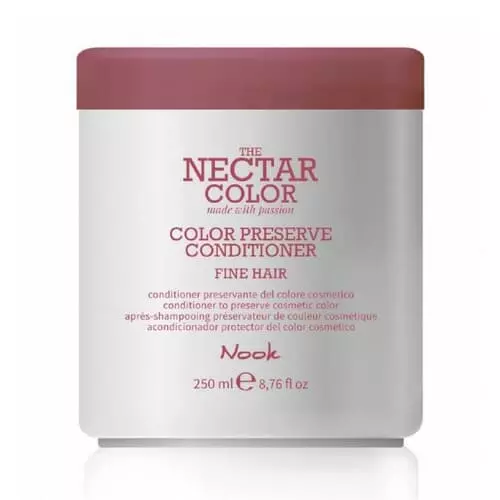 THE
NECTAR
COLOR
made with passion
COLOR PRESERVE
CONDITIONER
FINE HAIR
conditioner preservante del colore cosmetico
conditioner to preserve cosmetic color
après-shampooing préservateur de couleur cosmétique
acondicionador protector del color cosmético
Nook
250 ml e 8,76 fl oz